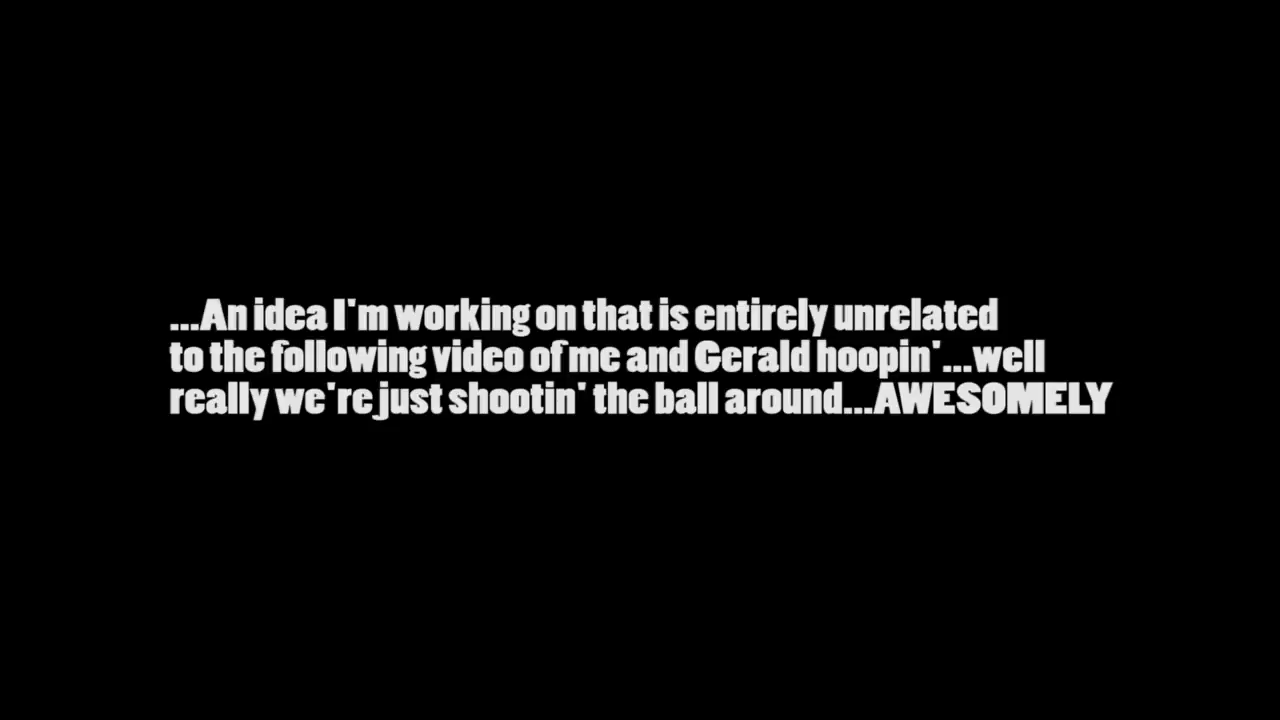 ...An idea I'm working on that is entirely unrelated
to the following video of me and Gerald hoopin'...well
really we're just shootin' the ball around...AWESOMELY